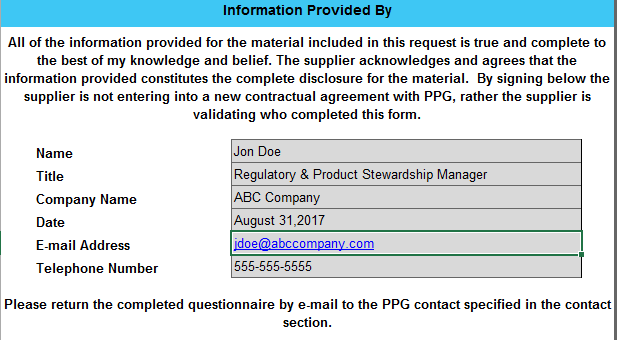 Information Provided By
All of the information provided for the material included in this request is true and complete to
the best of my knowledge and belief. The supplier acknowledges and agrees that the
information provided constitutes the complete disclosure for the material.  By signing below the
supplier is not entering into a new contractual agreement with PPG, rather the supplier is
validating who completed this form.
Name Jon Doe
Title Regulatory & Product Stewardship Manager
Company Name ABC Company
Date August 31,2017
E-mail Address jdoe@abccompany.com
Telephone Number 555-555-5555
Please return the completed questionnaire by e-mail to the PPG contact specified in the contact
section.